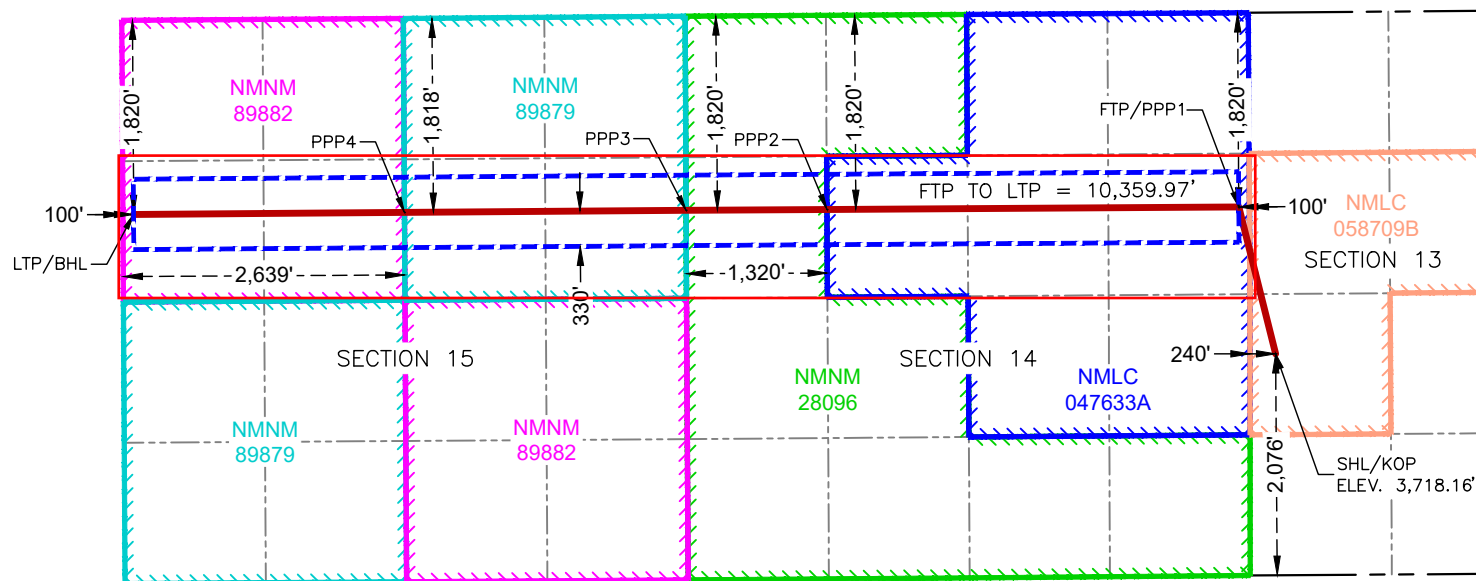 1,820'
NMNM
89882
1,818'
NMNM
89879
1,820'
1,820'
FTP/PPP1
1,820'
PPP4
PPP3
PPP2
FTP TO LTP = 10,359.97'
100'
100'
NMLC
058709B
SECTION 13
LTP/BHL
2,639'
330'
1,320'
SECTION 15
SECTION 14
240'
NMNM
28096
NMLC
047633A
NMNM
89879
NMNM
89882
2,076'
SHL/KOP
ELEV. 3,718.16'